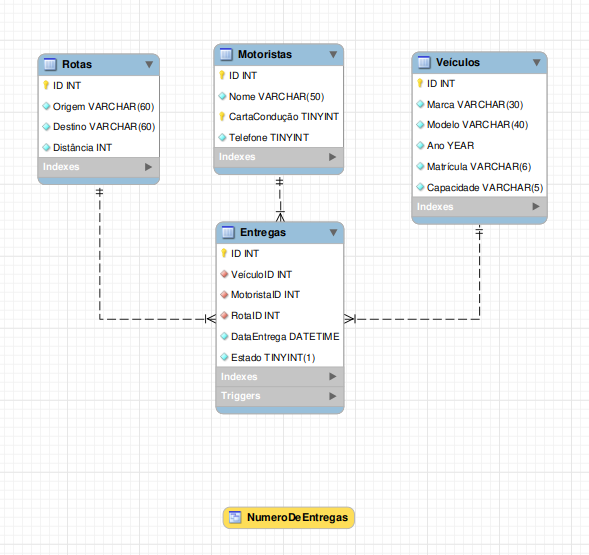 Rotas
ID INT
Origem VARCHAR(60)
Destino VARCHAR(60)
Distância INT
Indexes
Motoristas
ID INT
Nome VARCHAR(50)
CartaCondução TINYINT
Telefone TINYINT
Indexes
Veículos
ID INT
Marca VARCHAR(30)
Modelo VARCHAR(40)
Ano YEAR
Matrícula VARCHAR(6)
Capacidade VARCHAR(5)
Indexes
Entregas
ID INT
VeículoID INT
MotoristaID INT
RotaID INT
DataEntrega DATETIME
Estado TINYINT(1)
Indexes
Triggers
NumeroDeEntregas